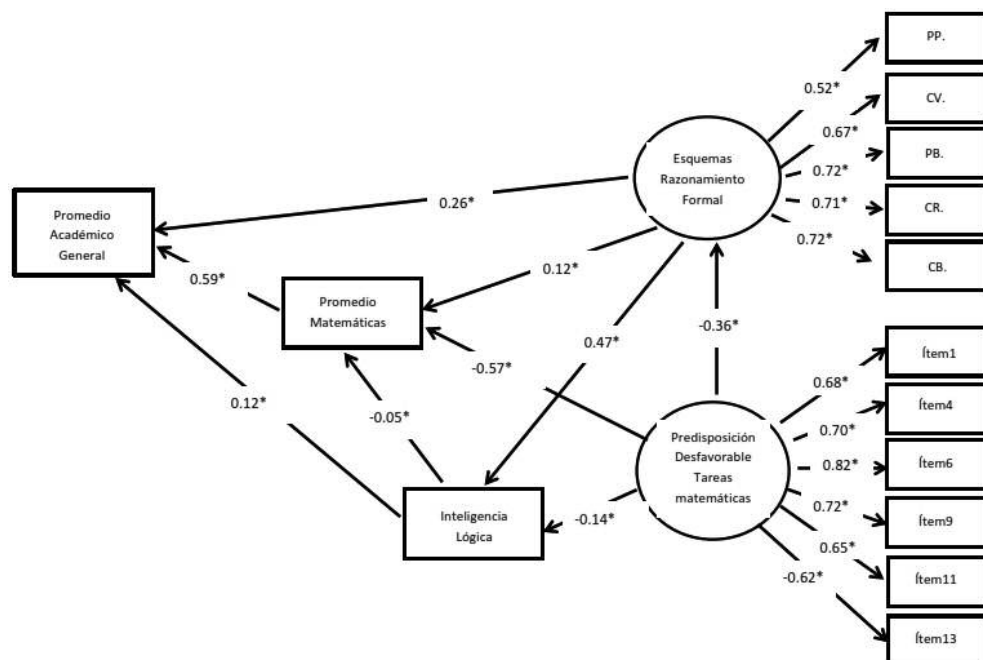 PP.
0.52*
CV.
0.67*
Esquemas
Razonamiento
Formal
PB.
0.72*
CR.
0.71*
CB.
0.72*
Promedio
Académico
General
0.26*
0.59*
0.12*
Promedio
Matemáticas
-0.36*
0.47*
-0.57*
0.12*
-0.05*
Ítem1
0.68*
Ítem4
0.70*
Predisposición
Desfavorable
Tareas
matemáticas
Ítem6
0.82*
Ítem9
0.72*
Inteligencia
Lógica
-0.14*
0.65*
Ítem11
-0.62*
Ítem13